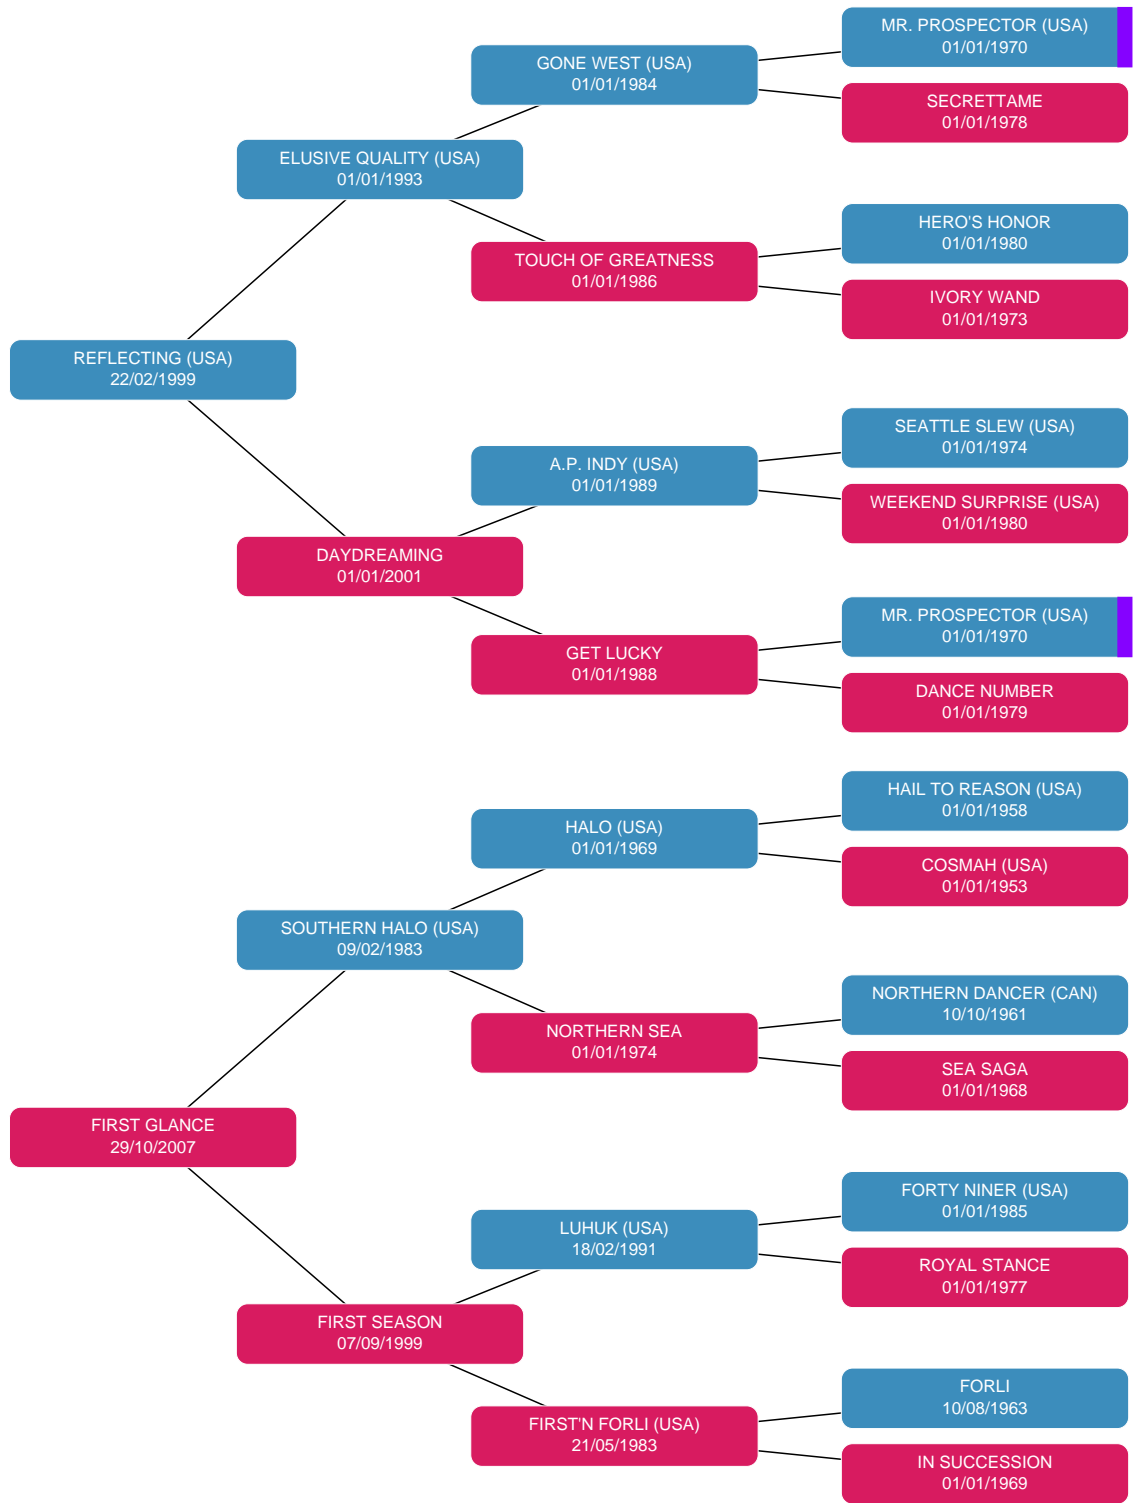 MR. PROSPECTOR (USA)
01/01/1970
GONE WEST (USA)
01/01/1984
SECRETTAME
01/01/1978
ELUSIVE QUALITY (USA)
01/01/1993
HERO'S HONOR
01/01/1980
TOUCH OF GREATNESS
01/01/1986
IVORY WAND
01/01/1973
REFLECTING (USA)
22/02/1999
SEATTLE SLEW (USA)
01/01/1974
A.P. INDY (USA)
01/01/1989
WEEKEND SURPRISE (USA)
01/01/1980
DAYDREAMING
01/01/2001
MR. PROSPECTOR (USA)
01/01/1970
GET LUCKY
01/01/1988
DANCE NUMBER
01/01/1979
HAIL TO REASON (USA)
01/01/1958
HALO (USA)
01/01/1969
COSMAH (USA)
01/01/1953
SOUTHERN HALO (USA)
09/02/1983
NORTHERN DANCER (CAN)
10/10/1961
NORTHERN SEA
01/01/1974
SEA SAGA
01/01/1968
FIRST GLANCE
29/10/2007
FORTY NINER (USA)
01/01/1985
LUHUK (USA)
18/02/1991
ROYAL STANCE
01/01/1977
FIRST SEASON
07/09/1999
FORLI
10/08/1963
FIRST'N FORLI (USA)
21/05/1983
IN SUCCESSION
01/01/1969